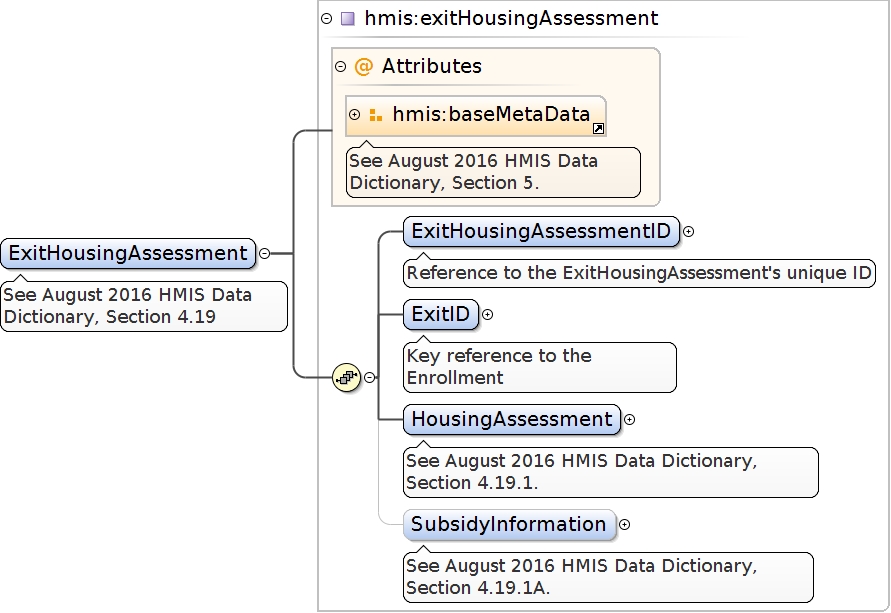 hmis:exitHousingAssessment
@ Attributes
hmis:baseMetaData
See August 2016 HMIS Data
Dictionary, Section 5.
ExitHousingAssessment
See August 2016 HMIS Data
Dictionary, Section 4.19
ExitHousingAssessmentID
Reference to the ExitHousingAssessment's unique ID
ExitID
Key reference to the
Enrollment
HousingAssessment
See August 2016 HMIS Data Dictionary,
Section 4.19.1.
SubsidyInformation
See August 2016 HMIS Data Dictionary,
Section 4.19.1A.